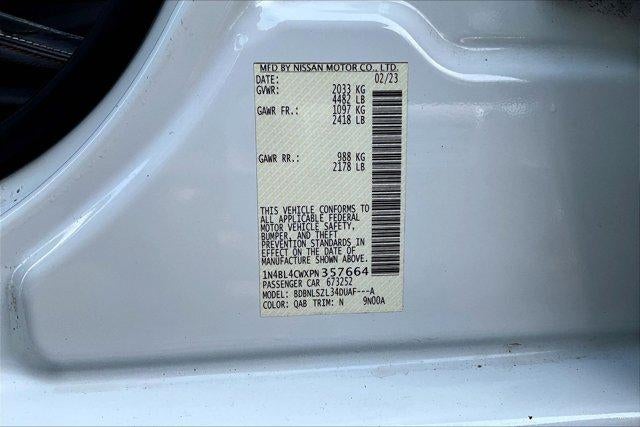 MFD BY NISSAN MOTOR CO., LTD.
DATE: 02/23
GVWR: 2033 KG
4482 LB
GAWR FR.: 1097 KG
2418 LB
GAWR RR.: 988 KG
2178 LB
THIS VEHICLE CONFORMS TO
ALL APPLICABLE FEDERAL
MOTOR VEHICLE SAFETY,
BUMPER, AND THEFT
PREVENTION STANDARDS IN
EFFECT ON THE DATE OF
MANUFACTURE SHOWN ABOVE.
1N4BL4CWXPN357664
PASSENGER CAR 673252
MODEL: BDBNLSZL34DUAF---A
COLOR: QAB TRIM: N 9N00A